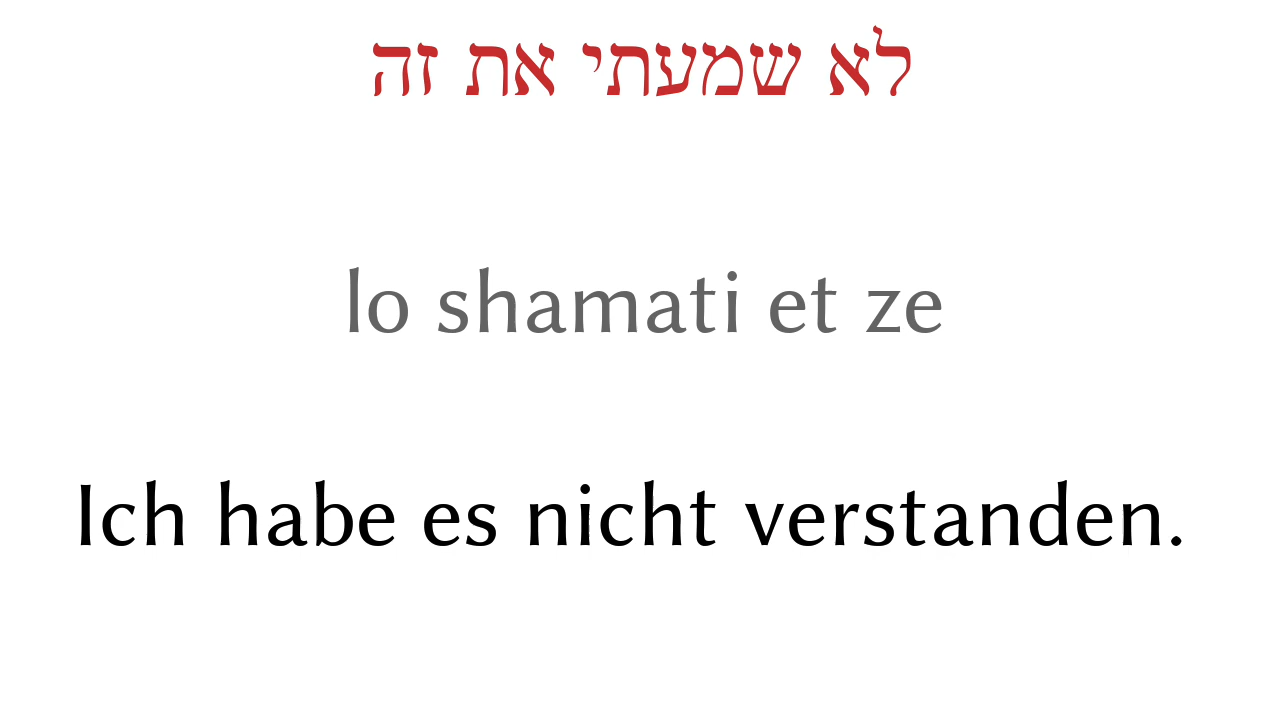 לא שמעתי את זה
lo shamati et ze
Ich habe es nicht verstanden.